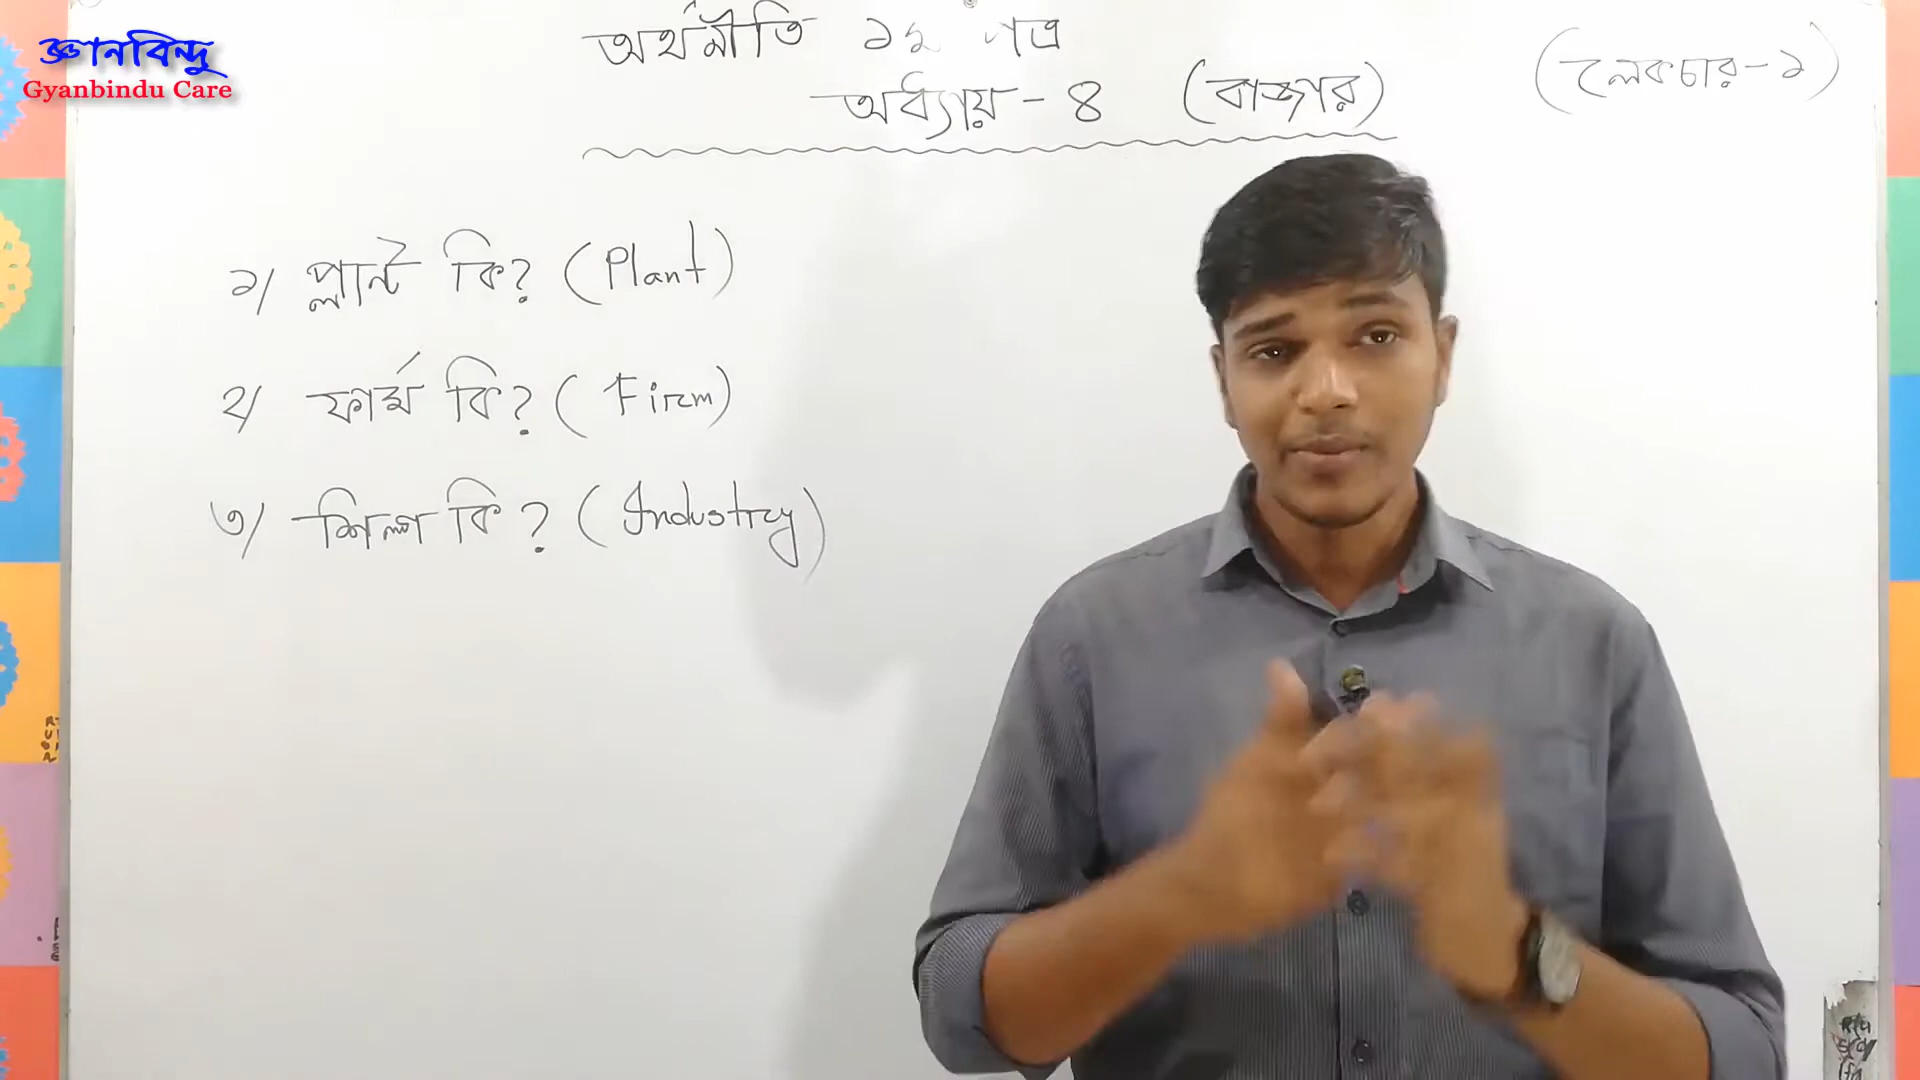 জ্ঞানবিন্দু
Gyanbindu Care
অর্থনীতি ১ম পত্র
অধ্যায় - ৪ (বাজার)
(লেকচার - ১)
১/ প্লান্ট কি? (Plant)
২/ ফার্ম কি? (Firm)
৩/ শিল্প কি? (Industry)